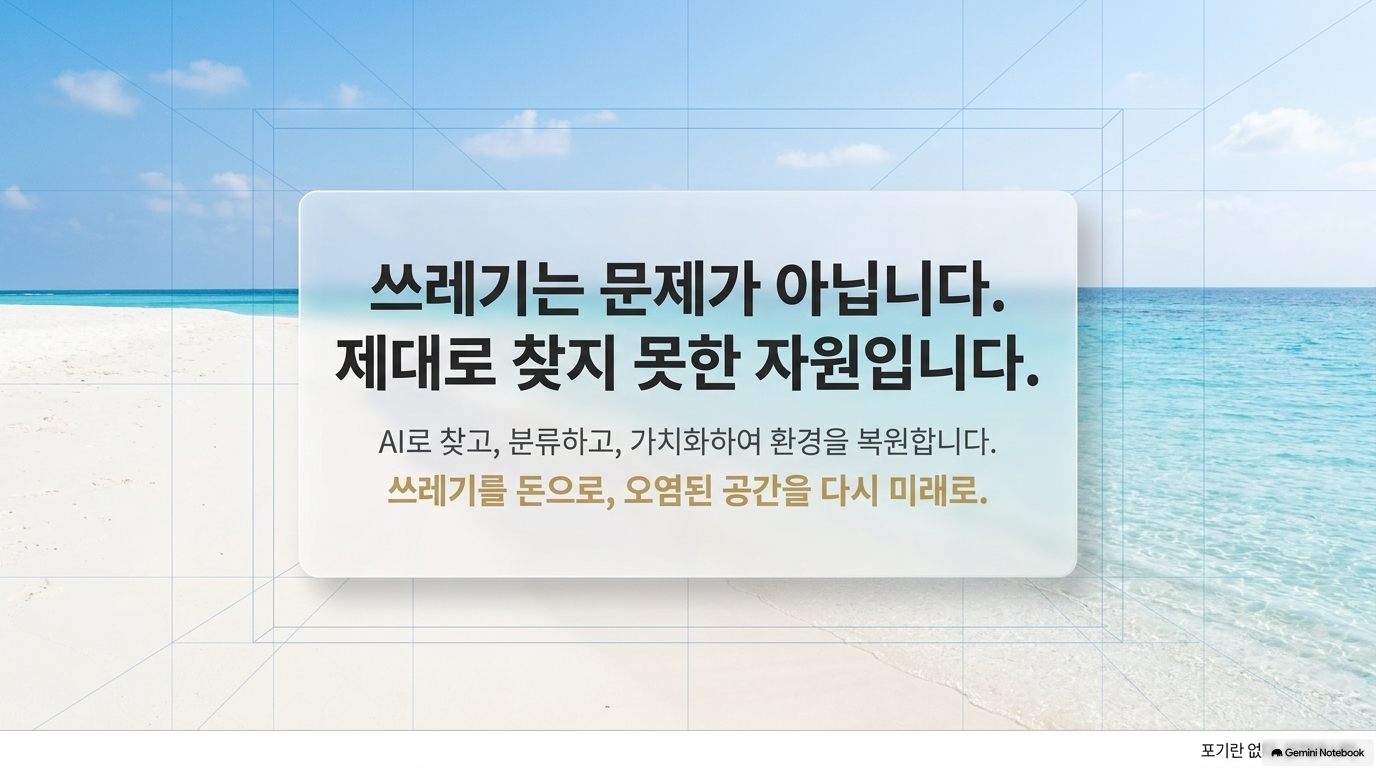 쓰레기는 문제가 아닙니다.
제대로 찾지 못한 자원입니다.
AI로 찾고, 분류하고, 가치화하여 환경을 복원합니다.
쓰레기를 돈으로, 오염된 공간을 다시 미래로.
포기란 없
Gemini Notebook